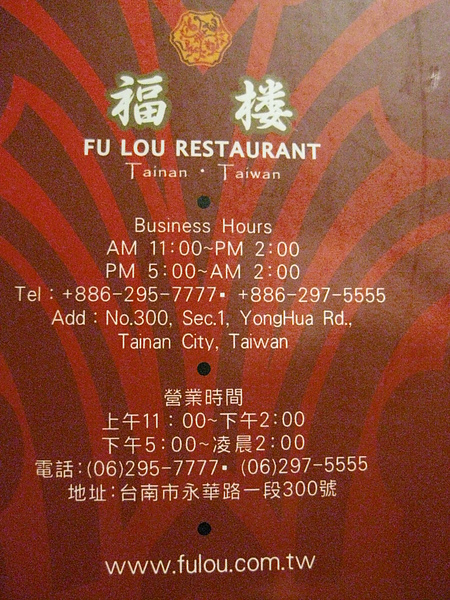 福楼
FU LOU RESTAURANT
Tainan・Taiwan
Business Hours
AM 11:00~PM 2:00
PM 5:00~AM 2:00
Tel:+886-295-7777▪ +886-297-5555
Add:No.300, Sec.1, YongHua Rd.,
Tainan City, Taiwan
營業時間
上午11:00~下午2:00
下午5:00~凌晨2:00
電話:(06)295-7777▪ (06)297-5555
地址:台南市永華路一段300號
www.fulou.com.tw